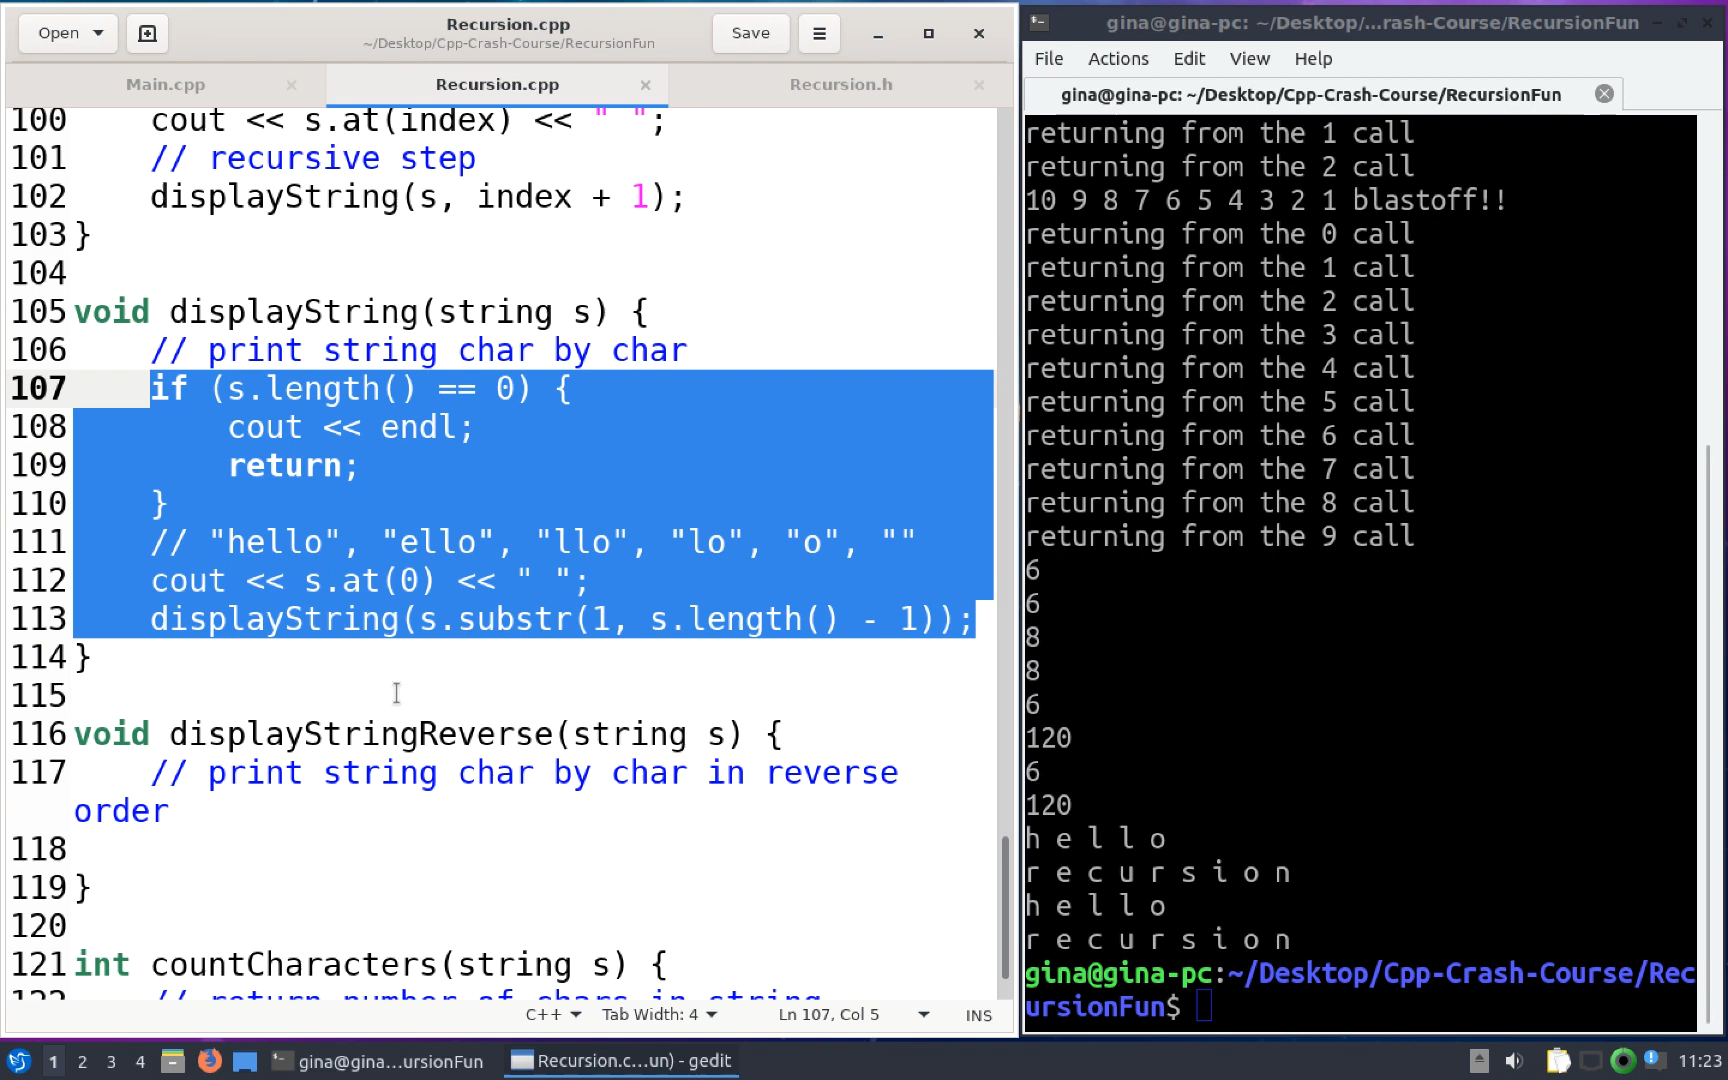 Open
Recursion.cpp
~/Desktop/Cpp-Crash-Course/RecursionFun
Save
Main.cpp
Recursion.cpp
Recursion.h
100 cout << s.at(index) << " ";
101 // recursive step
102 displayString(s, index + 1);
103 }
104
105 void displayString(string s) {
106 // print string char by char
107 if (s.length() == 0) {
108 cout << endl;
109 return;
110 }
111 // "hello", "ello", "llo", "lo", "o", ""
112 cout << s.at(0) << " ";
113 displayString(s.substr(1, s.length() - 1));
114 }
115
116 void displayStringReverse(string s) {
117 // print string char by char in reverse
order
118
119 }
120
121 int countCharacters(string s) {
122 // return number of chars in string
C++ Tab Width: 4 Ln 107, Col 5 INS
gina@gina-pc: ~/Desktop/...rash-Course/RecursionFun
File Actions Edit View Help
gina@gina-pc: ~/Desktop/Cpp-Crash-Course/RecursionFun
returning from the 1 call
returning from the 2 call
10 9 8 7 6 5 4 3 2 1 blastoff!!
returning from the 0 call
returning from the 1 call
returning from the 2 call
returning from the 3 call
returning from the 4 call
returning from the 5 call
returning from the 6 call
returning from the 7 call
returning from the 8 call
returning from the 9 call
6
6
8
8
6
120
6
120
h e l l o
r e c u r s i o n
h e l l o
r e c u r s i o n
gina@gina-pc:~/Desktop/Cpp-Crash-Course/Rec
ursionFun$
1 2 3 4 gina@gina...ursionFun Recursion.c...un) - gedit 11:23